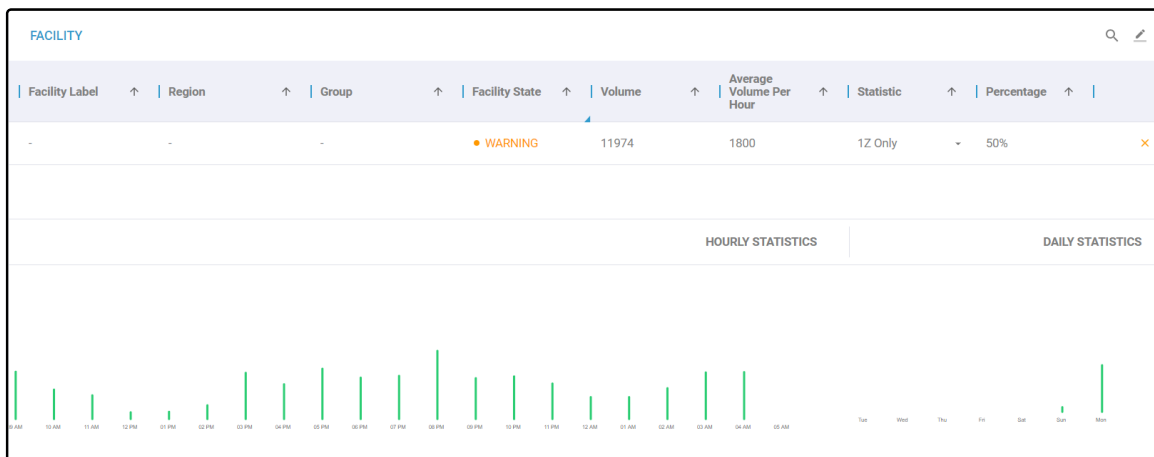 FACILITY
Facility Label
Region
Group
Facility State
Volume
Average
Volume Per
Hour
Statistic
Percentage
-
-
-
WARNING
11974
1800
1Z Only
50%
HOURLY STATISTICS
DAILY STATISTICS
AM 10 AM 11 AM 12 PM 01 PM 02 PM 03 PM 04 PM 05 PM 06 PM 07 PM 08 PM 09 PM 10 PM 11 PM 12 AM 01 AM 02 AM 03 AM 04 AM 05 AM
Tue Wed Thu Fri Sat Sun Mon